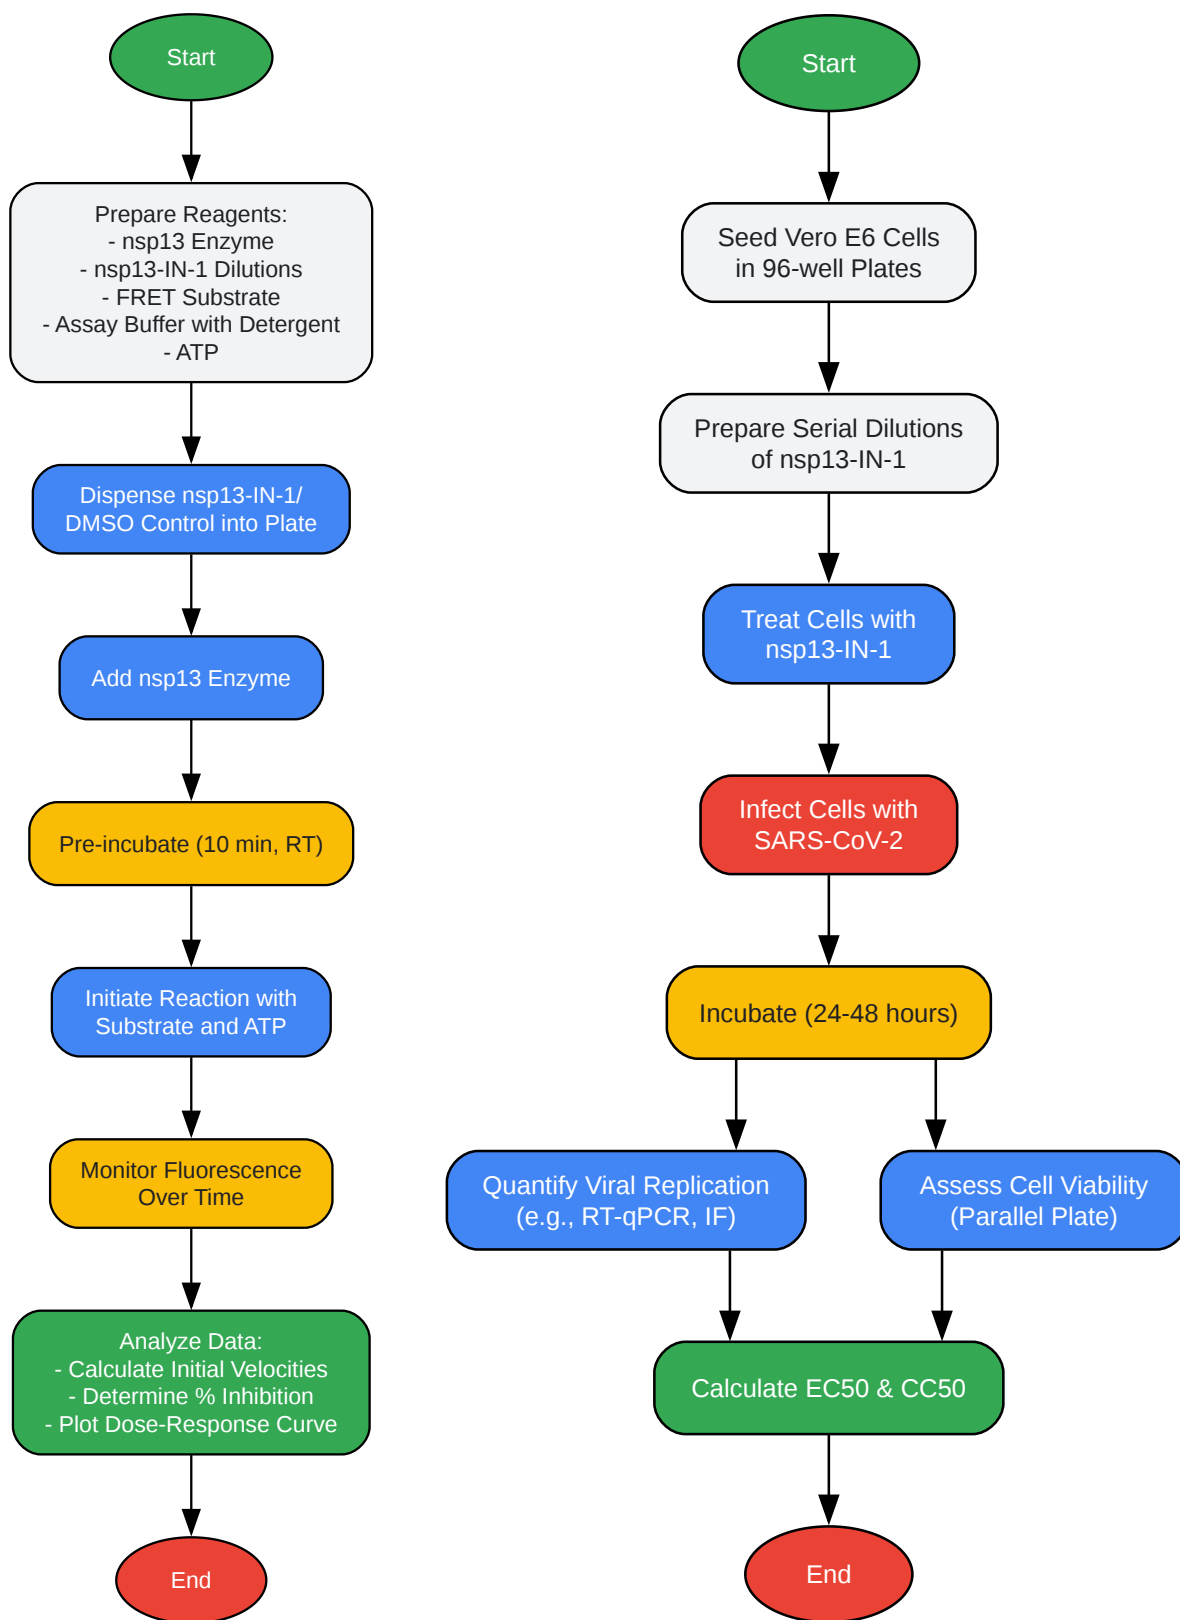 Start
Prepare Reagents:
- nsp13 Enzyme
- nsp13-IN-1 Dilutions
- FRET Substrate
- Assay Buffer with Detergent
- ATP
Dispense nsp13-IN-1/
DMSO Control into Plate
Add nsp13 Enzyme
Pre-incubate (10 min, RT)
Initiate Reaction with
Substrate and ATP
Monitor Fluorescence
Over Time
Analyze Data:
- Calculate Initial Velocities
- Determine % Inhibition
- Plot Dose-Response Curve
End
Start
Seed Vero E6 Cells
in 96-well Plates
Prepare Serial Dilutions
of nsp13-IN-1
Treat Cells with
nsp13-IN-1
Infect Cells with
SARS-CoV-2
Incubate (24-48 hours)
Quantify Viral Replication
(e.g., RT-qPCR, IF)
Assess Cell Viability
(Parallel Plate)
Calculate EC50 & CC50
End